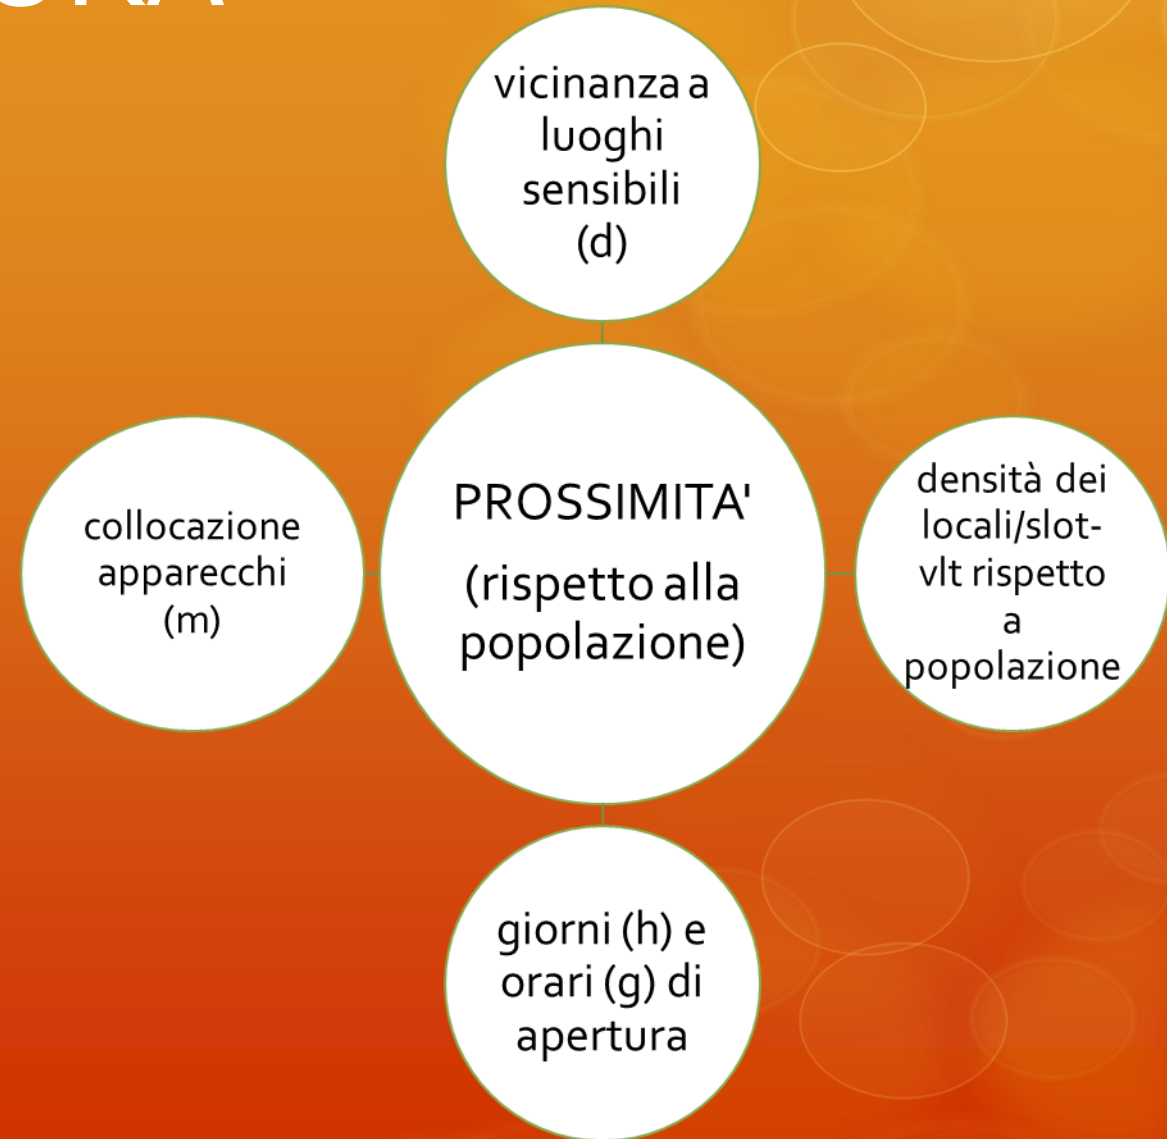 vicinanza a
luoghi
sensibili
(d)
collocazione
apparecchi
(m)
PROSSIMITA'
(rispetto alla
popolazione)
densità dei
locali/slot-
vlt rispetto
a
popolazione
giorni (h) e
orari (g) di
apertura